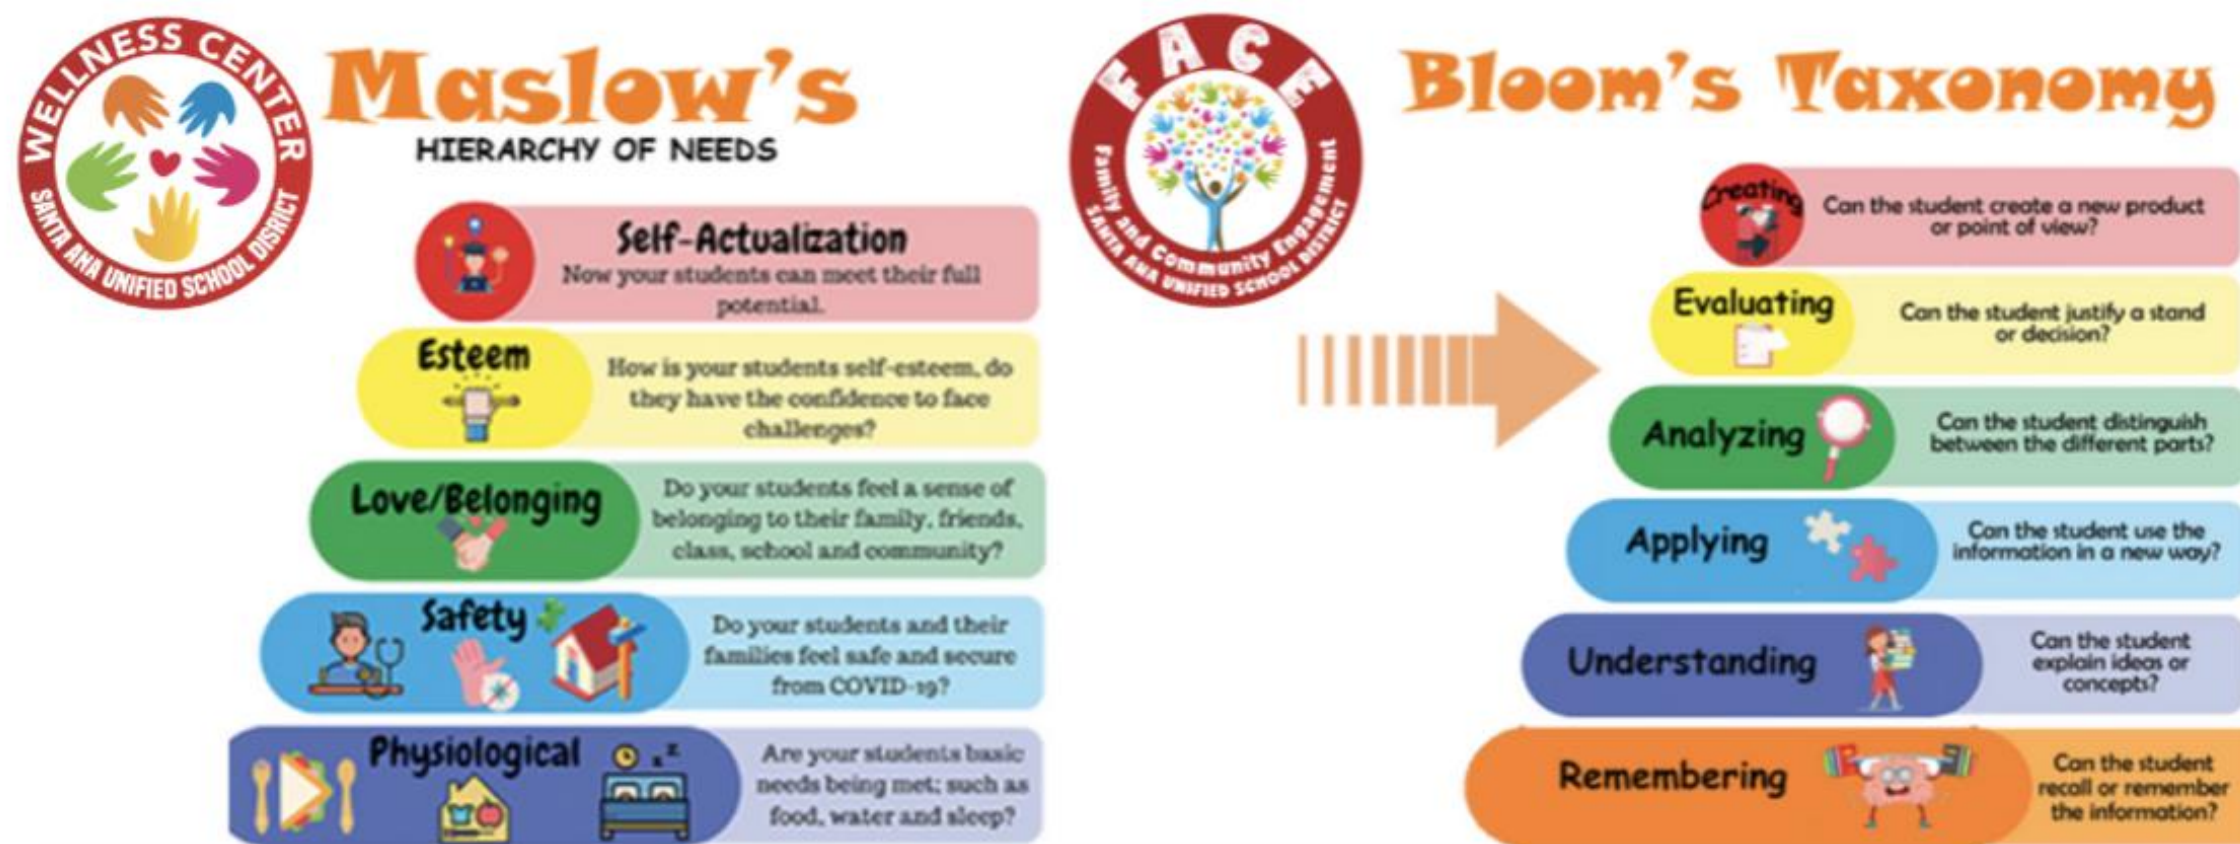 WELLNESS CENTER
SANTA ANA UNIFIED SCHOOL DISRICT
Maslow's
HIERARCHY OF NEEDS
Self-Actualization
Now your students can meet their full
potential.
Esteem
How is your students self-esteem, do
they have the confidence to face
challenges?
Love/Belonging
Do your students feel a sense of
belonging to their family, friends,
class, school and community?
Safety
Do your students and their
families feel safe and secure
from COVID-19?
Physiological
z z
Are your students basic
needs being met; such as
food, water and sleep?
FACE
Family and Community Engagement
SANTA ANA UNIFIED SCHOOL DISTRICT
Bloom's Taxonomy
Creating
Can the student create a new product
or point of view?
Evaluating
Can the student justify a stand
or decision?
Analyzing
Can the student distinguish
between the different parts?
Applying
Can the student use the
information in a new way?
Understanding
Can the student
explain ideas or
concepts?
Remembering
Can the student
recall or remember
the information?